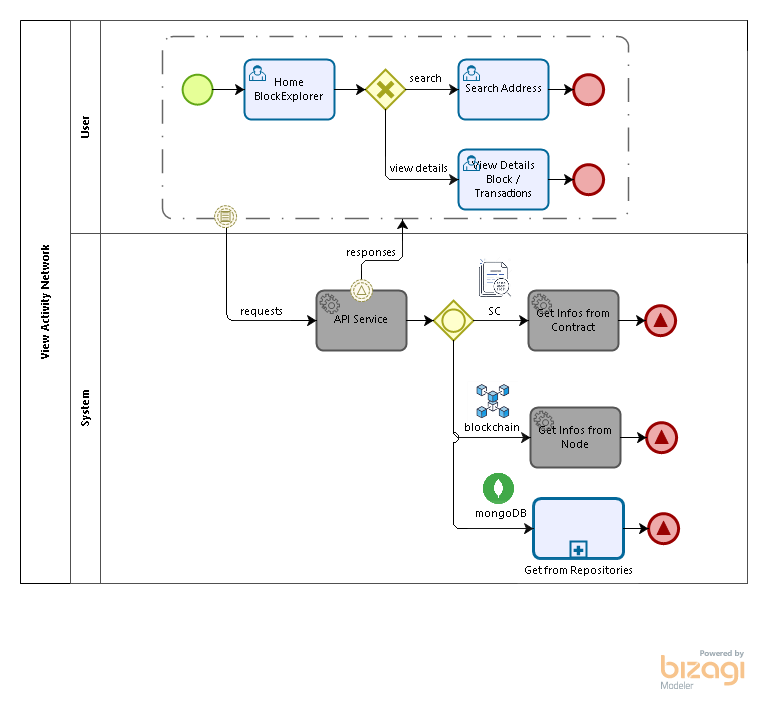 View Activity Network
User
Home
BlockExplorer
search
Search Address
view details
View Details
Block /
Transactions
System
requests
responses
API Service
SC
Get Infos from
Contract
blockchain
Get Infos from
Node
mongoDB
Get from Repositories
Powered by
bizagi
Modeler